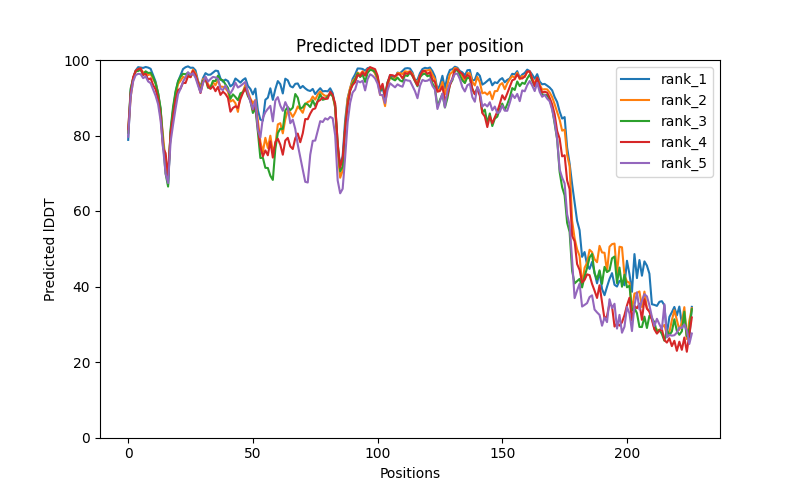 Predicted lDDT per position
100
80
60
40
20
0
Predicted lDDT
0 50 100 150 200
Positions
rank_1
rank_2
rank_3
rank_4
rank_5